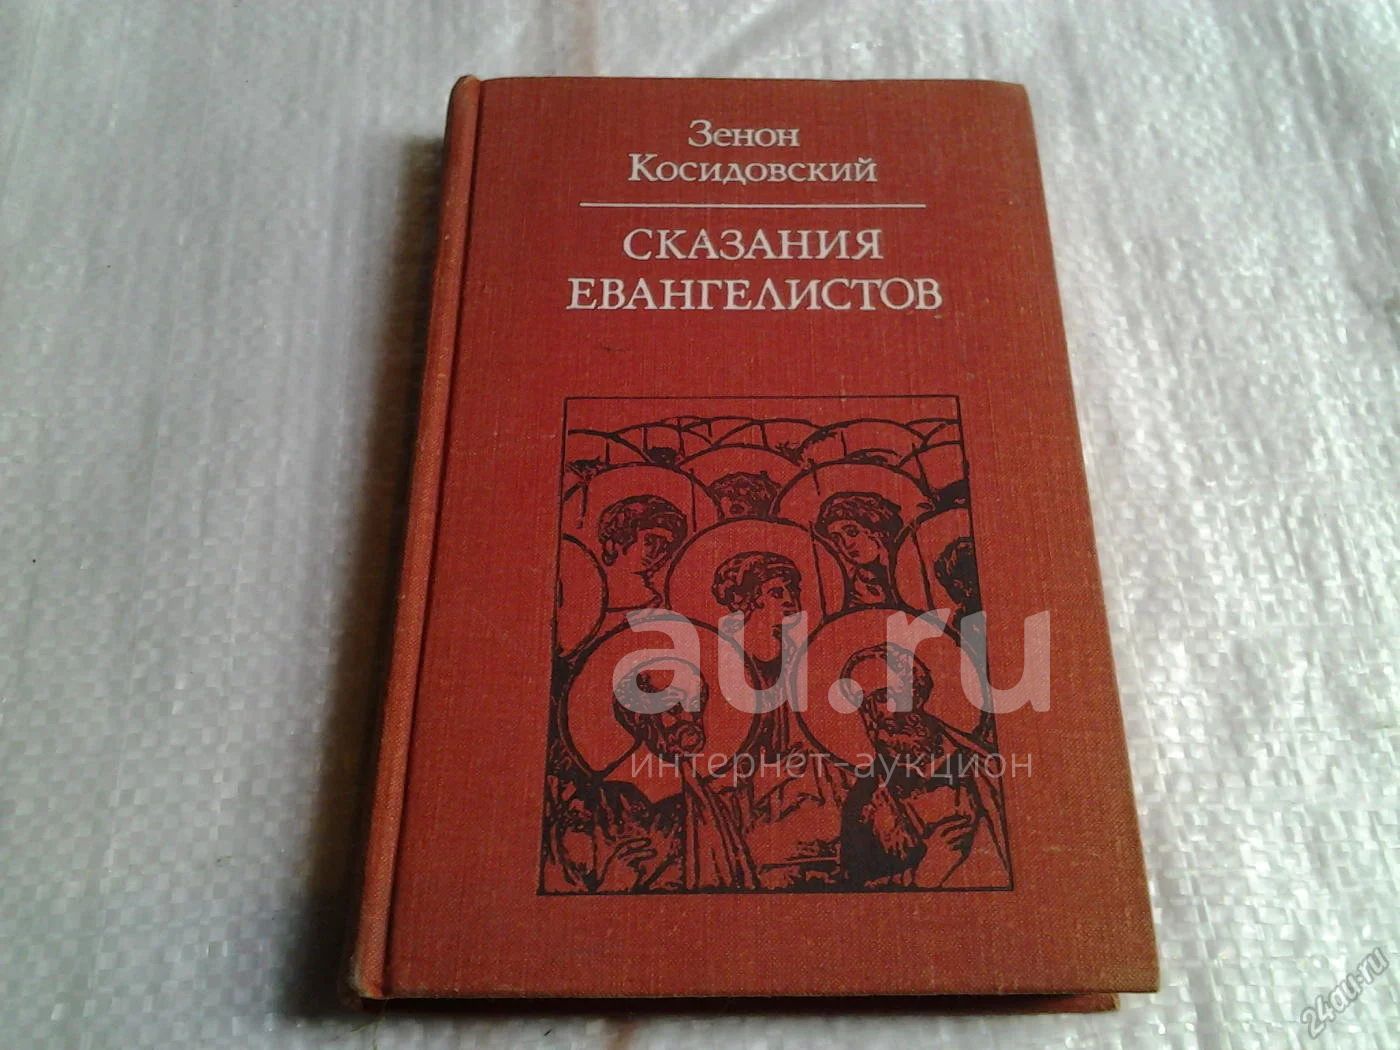 Зенон
Косидовский
СКАЗАНИЯ
ЕВАНГЕЛИСТОВ
au.ru
интернет-аукцион
24au.ru